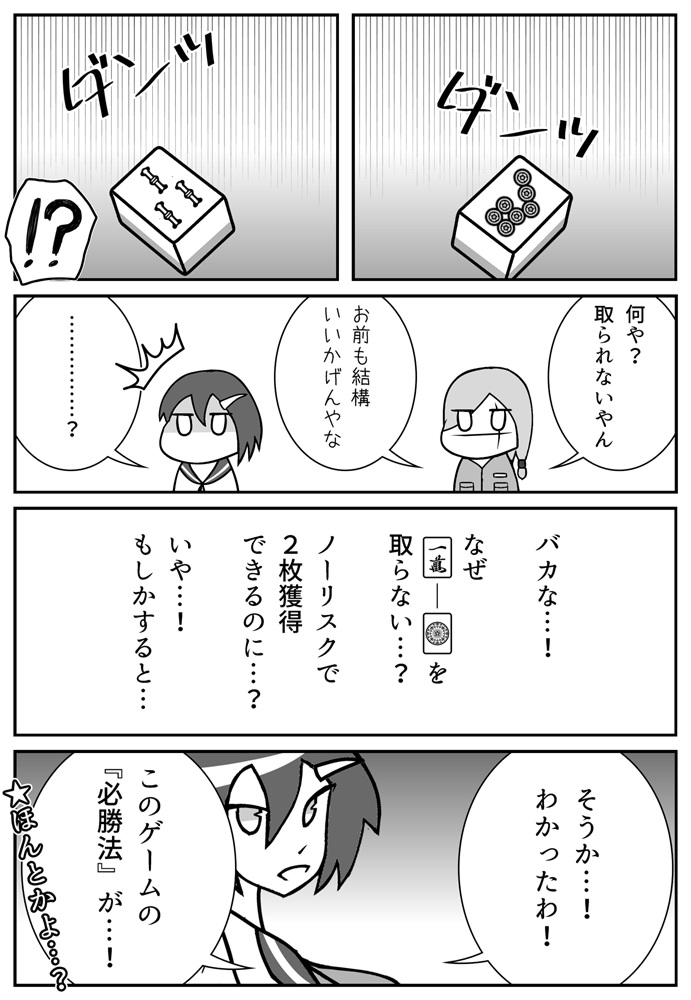 ダンッ
ダンッ
!?
何や?
取られないやん
お前も結構
いいかげんやな
…………?
バカな…!
なぜ
一萬―を
取らない…?
ノーリスクで
2枚獲得
できるのに…?
いや…!
もしかすると…
そうか…!
わかったわ!
このゲームの
『必勝法』が…!
★ほんとかよ…?